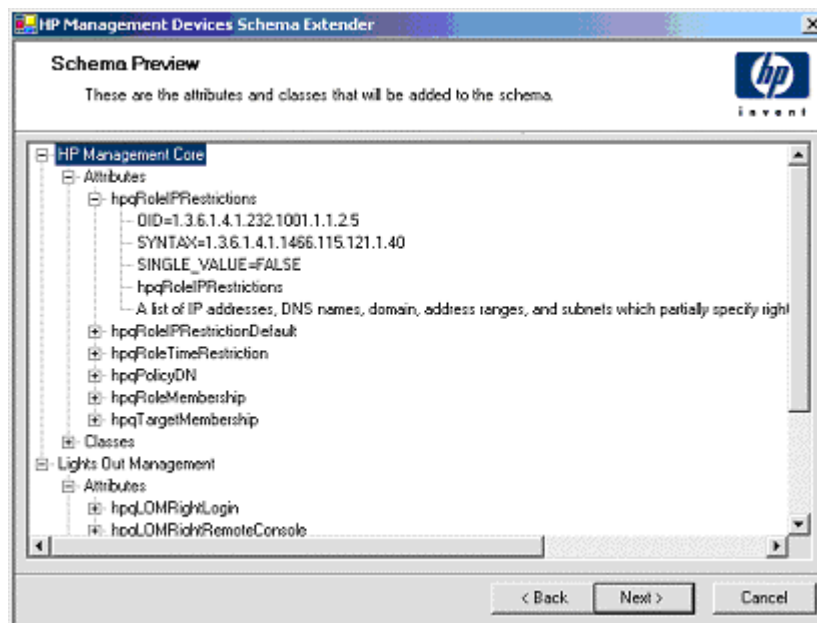 HP Management Devices Schema Extender
Schema Preview
These are the attributes and classes that will be added to the schema.
hp
invent
HP Management Core
Attributes
hpqRoleIPRestrictions
OID=1.3.6.1.4.1.232.1001.1.1.2.5
SYNTAX=1.3.6.1.4.1.1466.115.121.1.40
SINGLE_VALUE=FALSE
hpqRoleIPRestrictions
A list of IP addresses, DNS names, domain, address ranges, and subnets which partially specify right
hpqRoleIPRestrictionDefault
hpqRoleTimeRestriction
hpqPolicyDN
hpqRoleMembership
hpqTargetMembership
Classes
Lights Out Management
Attributes
hpqLOMRightLogin
hpqLOMRightRemoteConsole
< Back
Next >
Cancel